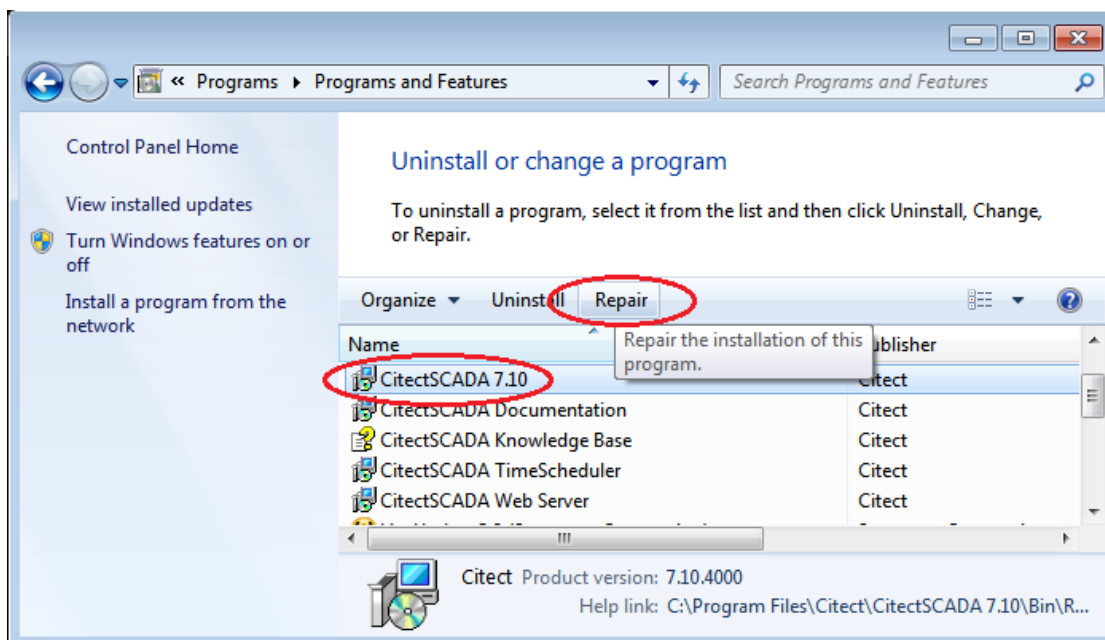 « Programs ▸ Programs and Features
Search Programs and Features
Control Panel Home
View installed updates
Turn Windows features on or
off
Install a program from the
network
Uninstall or change a program
To uninstall a program, select it from the list and then click Uninstall, Change,
or Repair.
Organize Uninstall Repair
Name
Repair the installation of this
program.
CitectSCADA 7.10 Citect
CitectSCADA Documentation Citect
CitectSCADA Knowledge Base Citect
CitectSCADA TimeScheduler Citect
CitectSCADA Web Server Citect
Citect Product version: 7.10.4000
Help link: C:\Program Files\Citect\CitectSCADA 7.10\Bin\R...